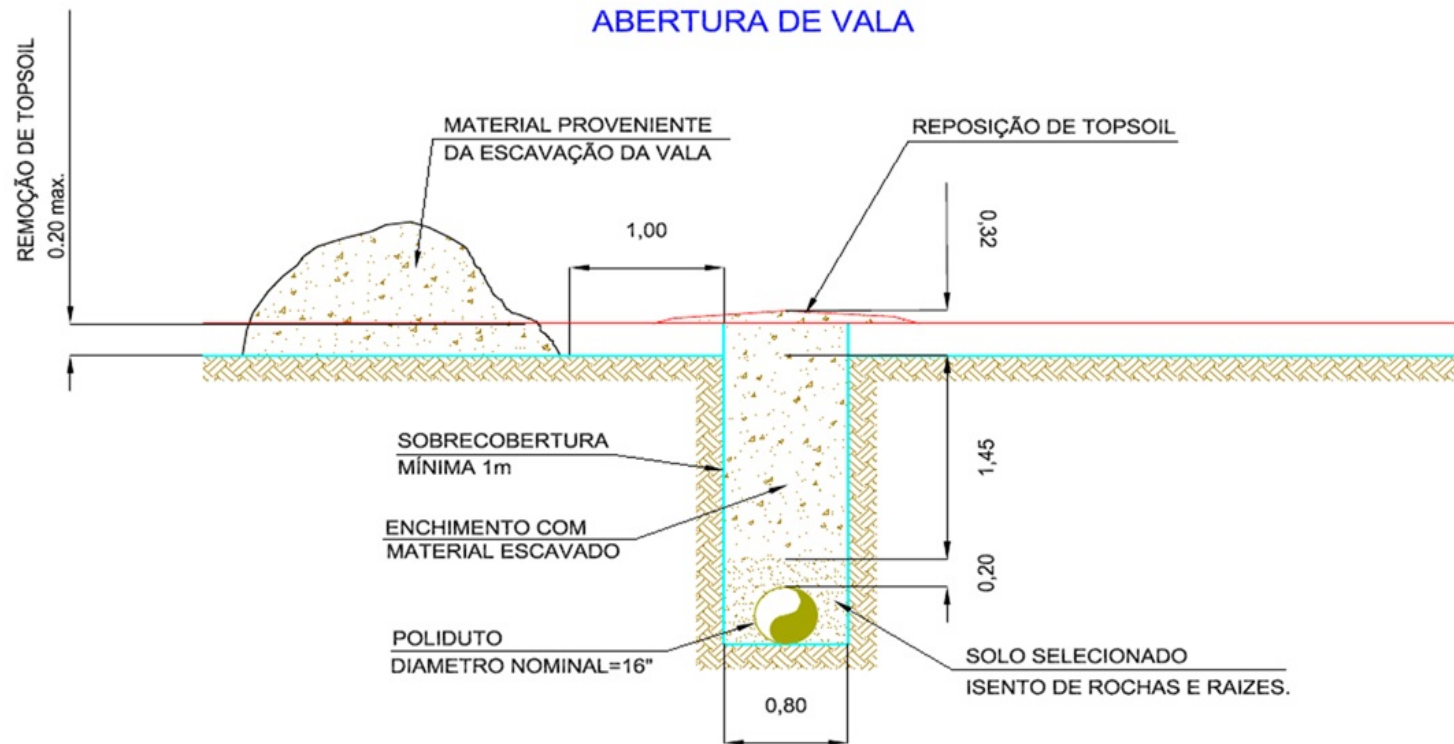 ABERTURA DE VALA
REMOÇÃO DE TOPSOIL
0.20 max.
MATERIAL PROVENIENTE
DA ESCAVAÇÃO DA VALA
REPOSIÇÃO DE TOPSOIL
1,00
0,32
SOBRECOBERTURA
MÍNIMA 1m
1,45
ENCHIMENTO COM
MATERIAL ESCAVADO
0,20
POLIDUTO
DIAMETRO NOMINAL=16"
SOLO SELECIONADO
ISENTO DE ROCHAS E RAIZES.
0,80